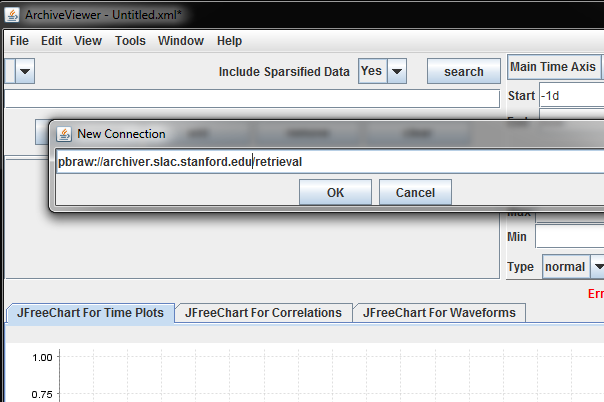 ArchiveViewer - Untitled.xml*
File Edit View Tools Window Help
Include Sparsified Data Yes search
Main Time Axis
Start -1d
New Connection
pbraw://archiver.slac.stanford.edu/retrieval
OK Cancel
Min
Type normal
JFreeChart For Time Plots JFreeChart For Correlations JFreeChart For Waveforms
1.00
0.75